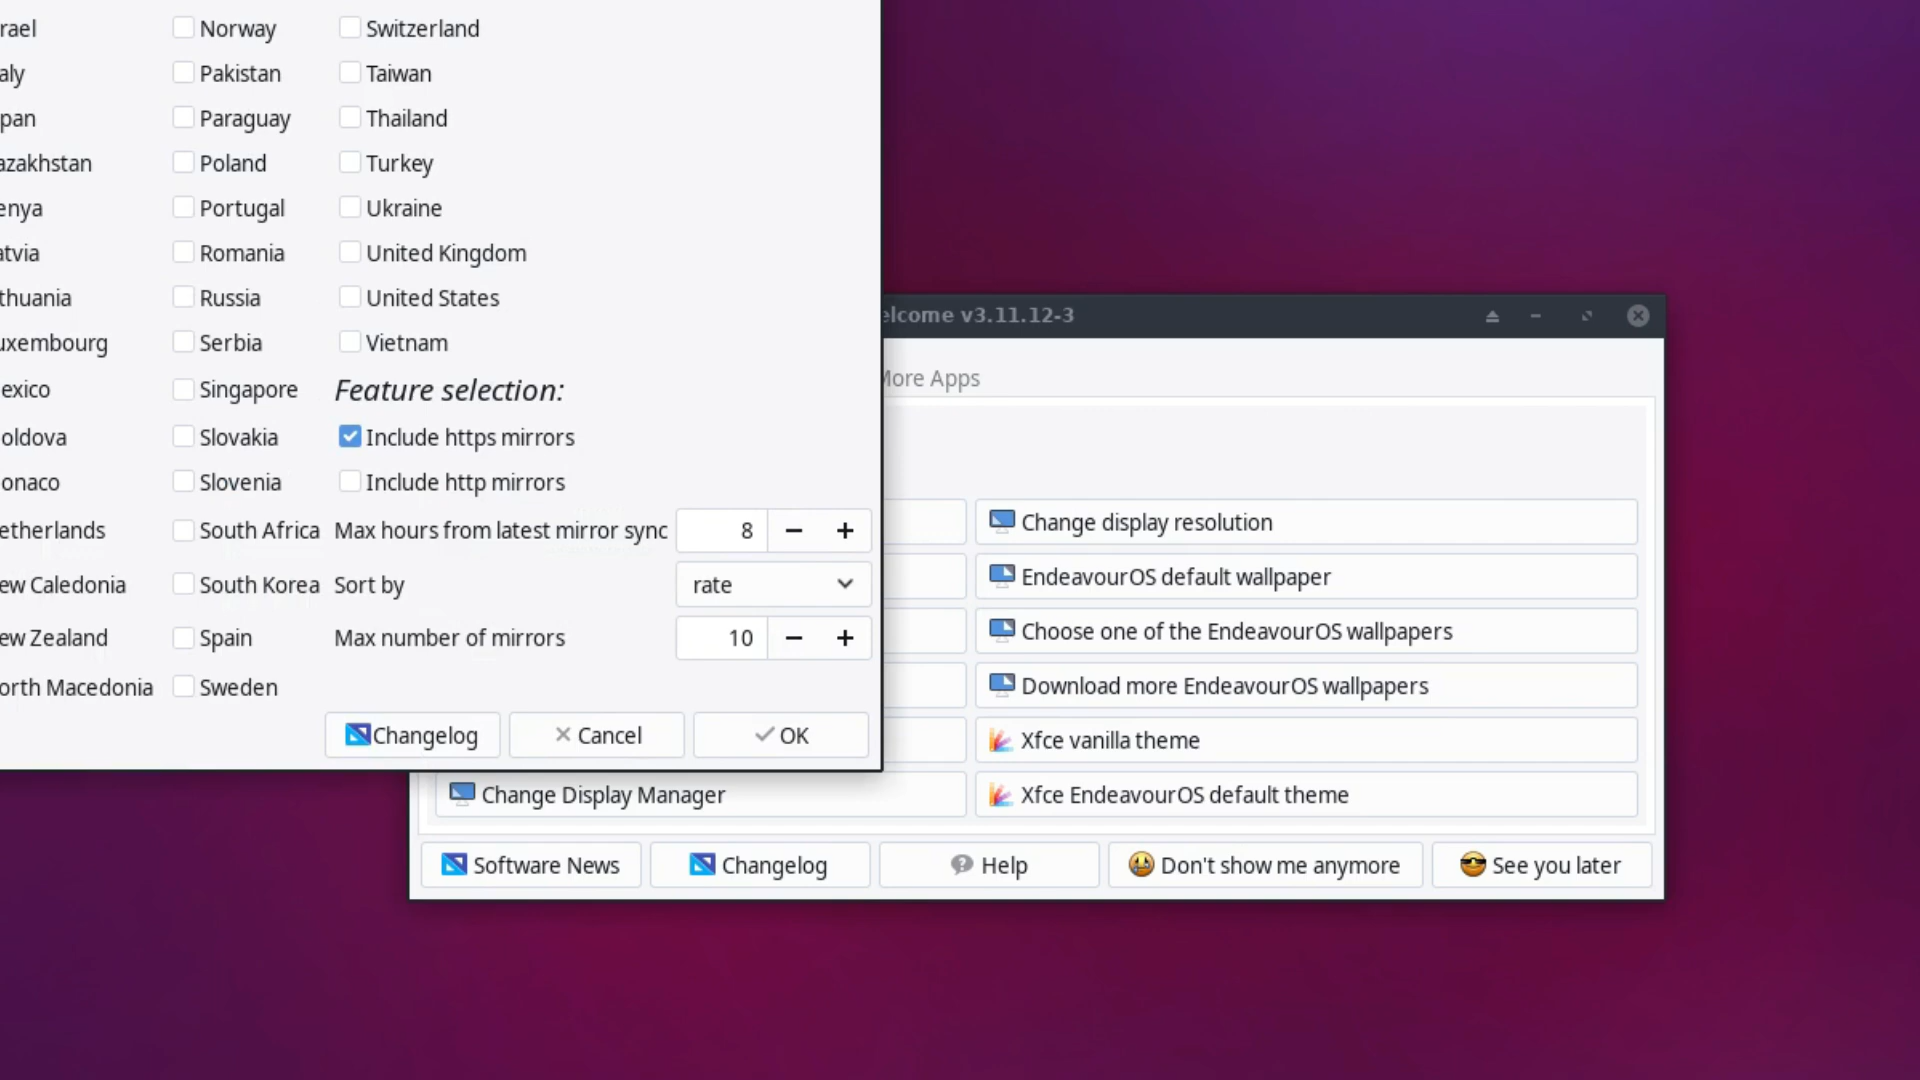 rael Norway Switzerland
aly Pakistan Taiwan
pan Paraguay Thailand
azakhstan Poland Turkey
enya Portugal Ukraine
atvia Romania United Kingdom
thuania Russia United States
uxembourg Serbia Vietnam
exico Singapore Feature selection:
oldova Slovakia Include https mirrors
onaco Slovenia Include http mirrors
etherlands South Africa Max hours from latest mirror sync 8 − +
ew Caledonia South Korea Sort by rate
ew Zealand Spain Max number of mirrors 10 − +
orth Macedonia Sweden
Changelog Cancel OK
elcome v3.11.12-3
More Apps
Change display resolution
EndeavourOS default wallpaper
Choose one of the EndeavourOS wallpapers
Download more EndeavourOS wallpapers
Xfce vanilla theme
Change Display Manager Xfce EndeavourOS default theme
Software News Changelog Help Don't show me anymore See you later